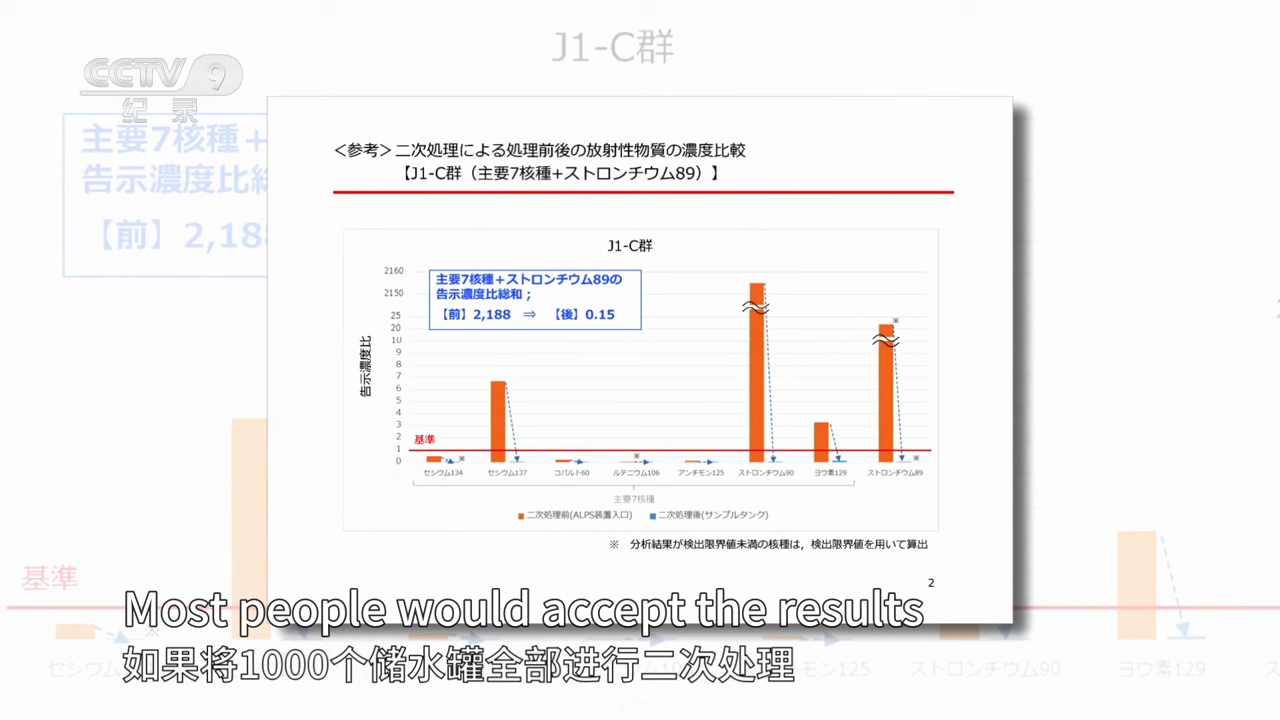 J1-C群
CCTV 9
纪录
主要7核種+
告示濃度比総
【前】2,188
<参考>二次処理による処理前後の放射性物質の濃度比較
【J1-C群(主要7核種+ストロンチウム89)】
J1-C群
主要7核種+ストロンチウム89の
告示濃度比総和;
【前】2,188 ⇒ 【後】0.15
告示濃度比
2160
2150
25
20
10
9
8
7
6
5
4
3
2
1
0
基準
※
※
※
※
セシウム134 セシウム137 コバルト60 ルテニウム106 アンチモン125 ストロンチウム90 ヨウ素129 ストロンチウム89
主要7核種
二次処理前(ALPS装置入口) 二次処理後(サンプルタンク)
※ 分析結果が検出限界値未満の核種は，検出限界値を用いて算出
2
基準
※
Most people would accept the results
如果将1000个储水罐全部进行二次处理
セシウム
モン125 ストロンチウム90 ヨウ素129